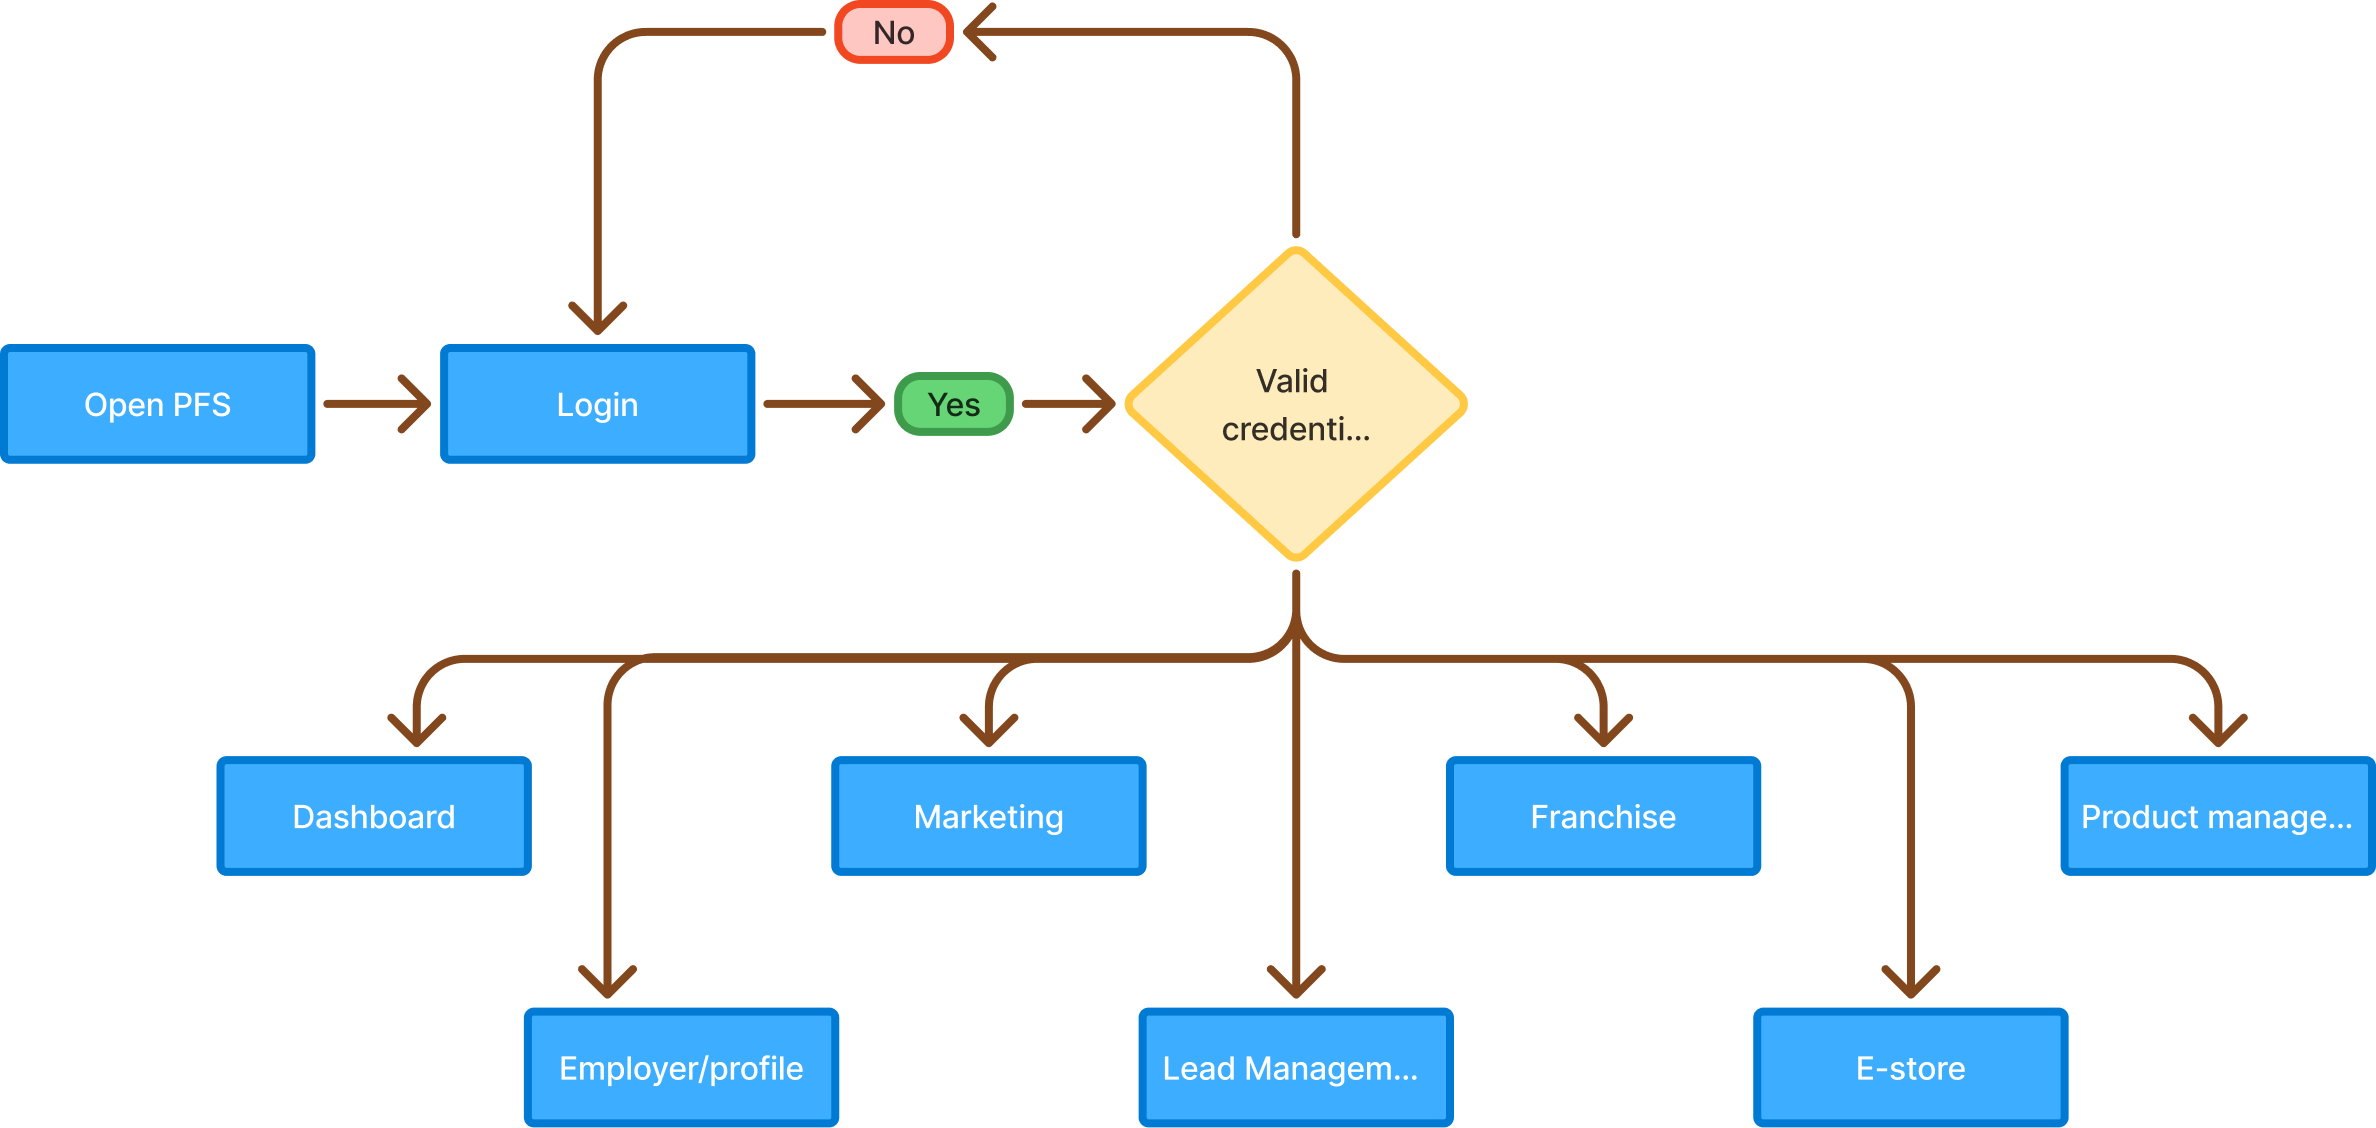 No
Open PFS
Login
Yes
Valid
credenti...
Dashboard
Marketing
Franchise
Product manage...
Employer/profile
Lead Managem...
E-store